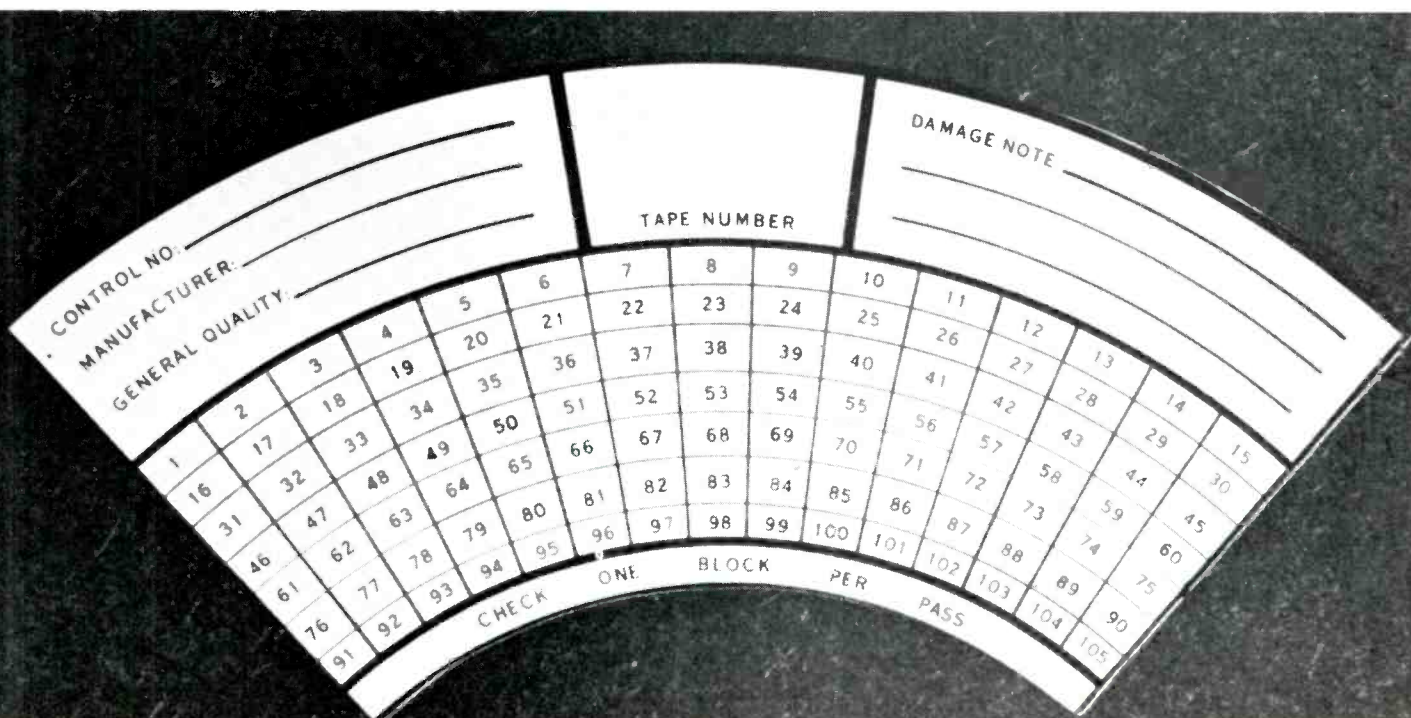 CONTROL NO.:
MANUFACTURER:
GENERAL QUALITY:
TAPE NUMBER
DAMAGE NOTE
1 2 3 4 5 6 7 8 9 10 11 12 13 14 15
16 17 18 19 20 21 22 23 24 25 26 27 28 29 30
31 32 33 34 35 36 37 38 39 40 41 42 43 44 45
46 47 48 49 50 51 52 53 54 55 56 57 58 59 60
61 62 63 64 65 66 67 68 69 70 71 72 73 74 75
76 77 78 79 80 81 82 83 84 85 86 87 88 89 90
91 92 93 94 95 96 97 98 99 100 101 102 103 104 105
CHECK ONE BLOCK PER PASS